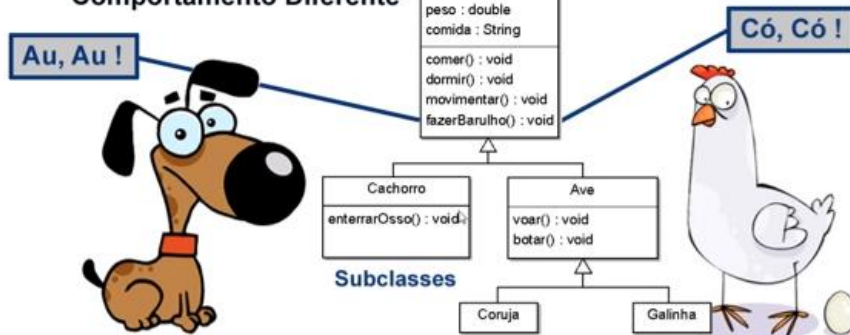 Comportamento Diferente
peso : double
comida : String
comer() : void
dormir() : void
movimentar() : void
fazerBarulho() : void
Au, Au !
Có, Có !
Cachorro
enterrarOsso() : void
Ave
voar() : void
botar() : void
Subclasses
Coruja
Galinha